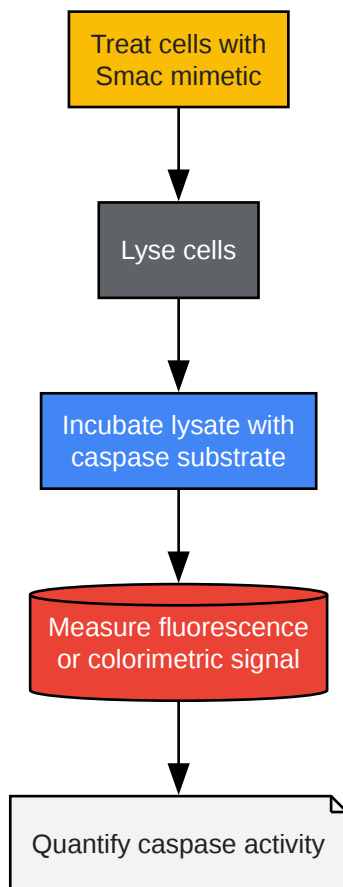 Treat cells with
Smac mimetic
Lyse cells
Incubate lysate with
caspase substrate
Measure fluorescence
or colorimetric signal
Quantify caspase activity